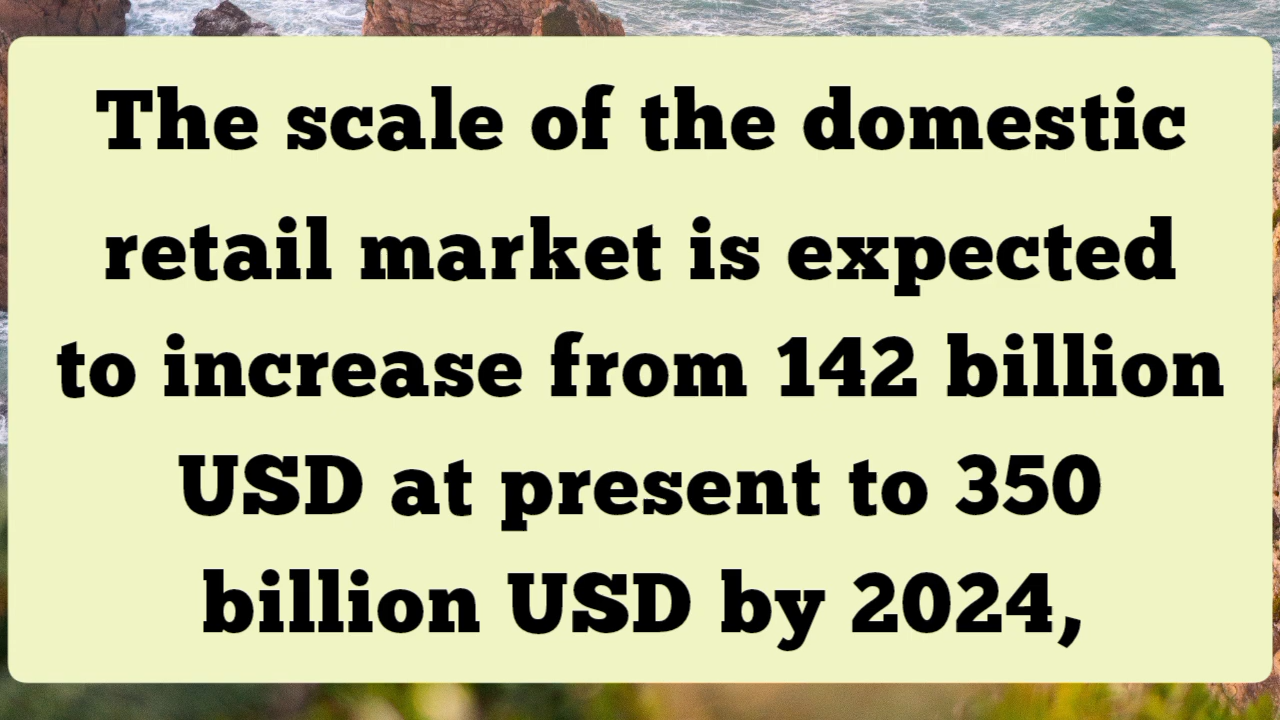 The scale of the domestic
retail market is expected
to increase from 142 billion
USD at present to 350
billion USD by 2024,